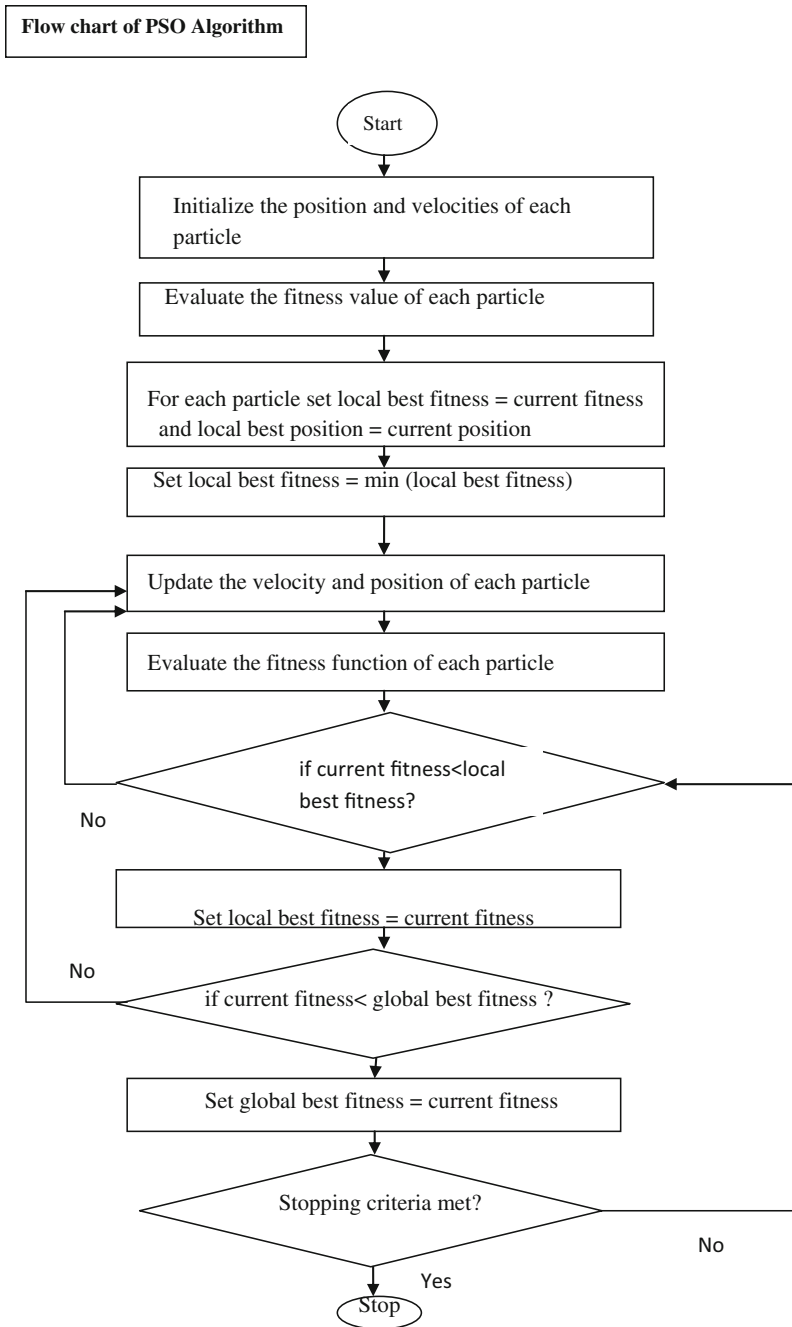 Flow chart of PSO Algorithm
Start
Initialize the position and velocities of each
particle
Evaluate the fitness value of each particle
For each particle set local best fitness = current fitness
and local best position = current position
Set local best fitness = min (local best fitness)
Update the velocity and position of each particle
Evaluate the fitness function of each particle
if current fitness<local
best fitness?
No
Set local best fitness = current fitness
No
if current fitness< global best fitness ?
Set global best fitness = current fitness
Stopping criteria met?
No
Yes
Stop